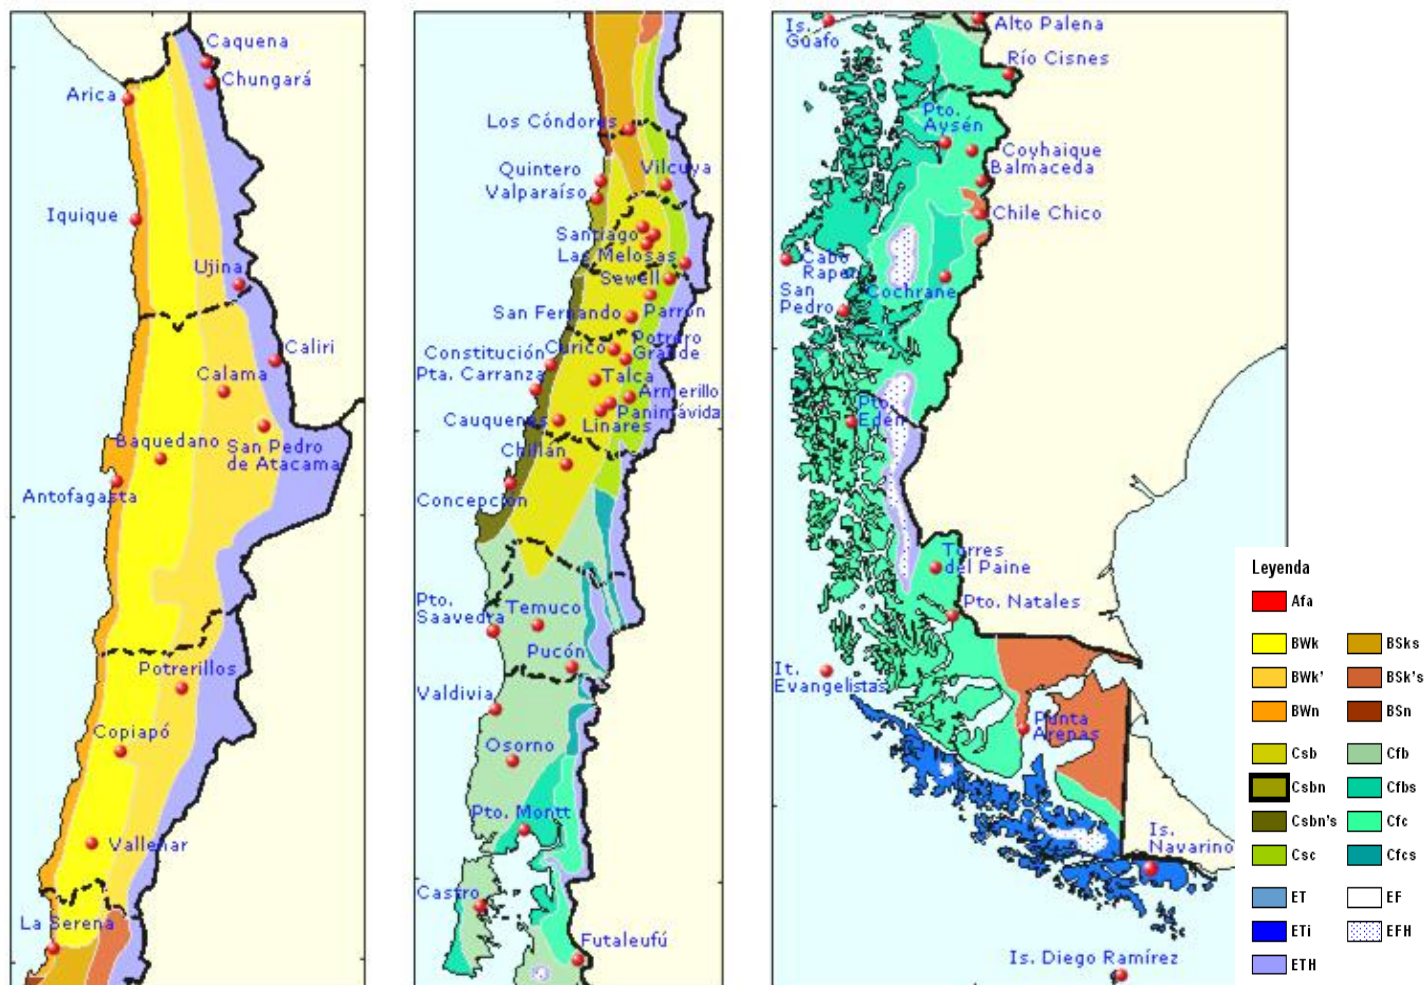 Caquena
Chungará
Arica
Iquique
Ujina
Caliri
Calama
Baquedano
San Pedro
de Atacama
Antofagasta
Potrerillos
Copiapó
Vallenar
La Serena
Los Cóndores
Quintero
Vilcuya
Valparaíso
Santiago
Las Melosas
Sewell
San Fernando
Parrón
Curicó
Potrero
Grande
Constitución
Pta. Carranza
Talca
Armerillo
Cauquenes
Panimávida
Linares
Chillán
Concepción
Pto.
Saavedra
Temuco
Pucón
Valdivia
Osorno
Pto. Montt
Castro
Futaleufú
Is.
Guafo
Alto Palena
Río Cisnes
Pto.
Aysén
Coyhaique
Balmaceda
Chile Chico
Cabo
Raper
San
Pedro
Cochrane
Pto.
Edén
Torres
del Paine
Pto. Natales
It.
Evangelistas
Punta
Arenas
Is.
Navarino
Is. Diego Ramírez
Leyenda
Afa
BWk
BSks
BWk'
BSk's
BWn
BSn
Csb
Cfb
Csbn
Cfbs
Csbn's
Cfc
Csc
Cfcs
ET
EF
ETi
EFH
ETH